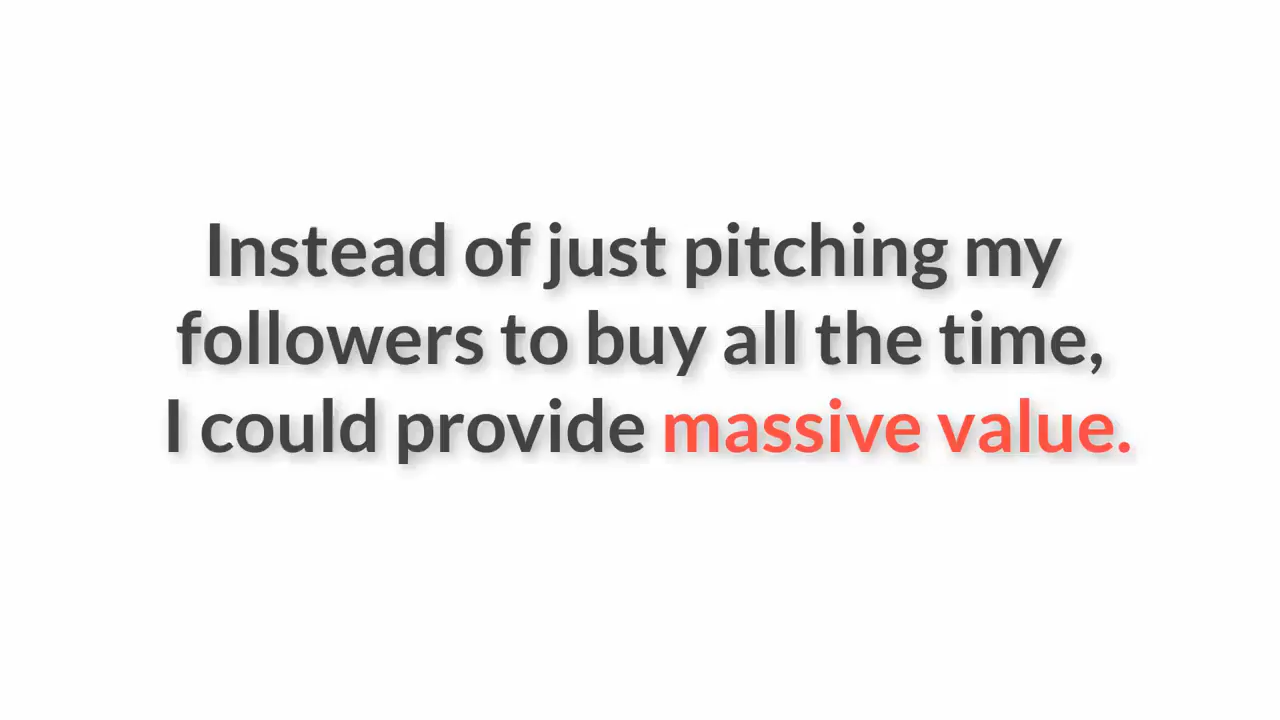 Instead of just pitching my
followers to buy all the time,
I could provide massive value.